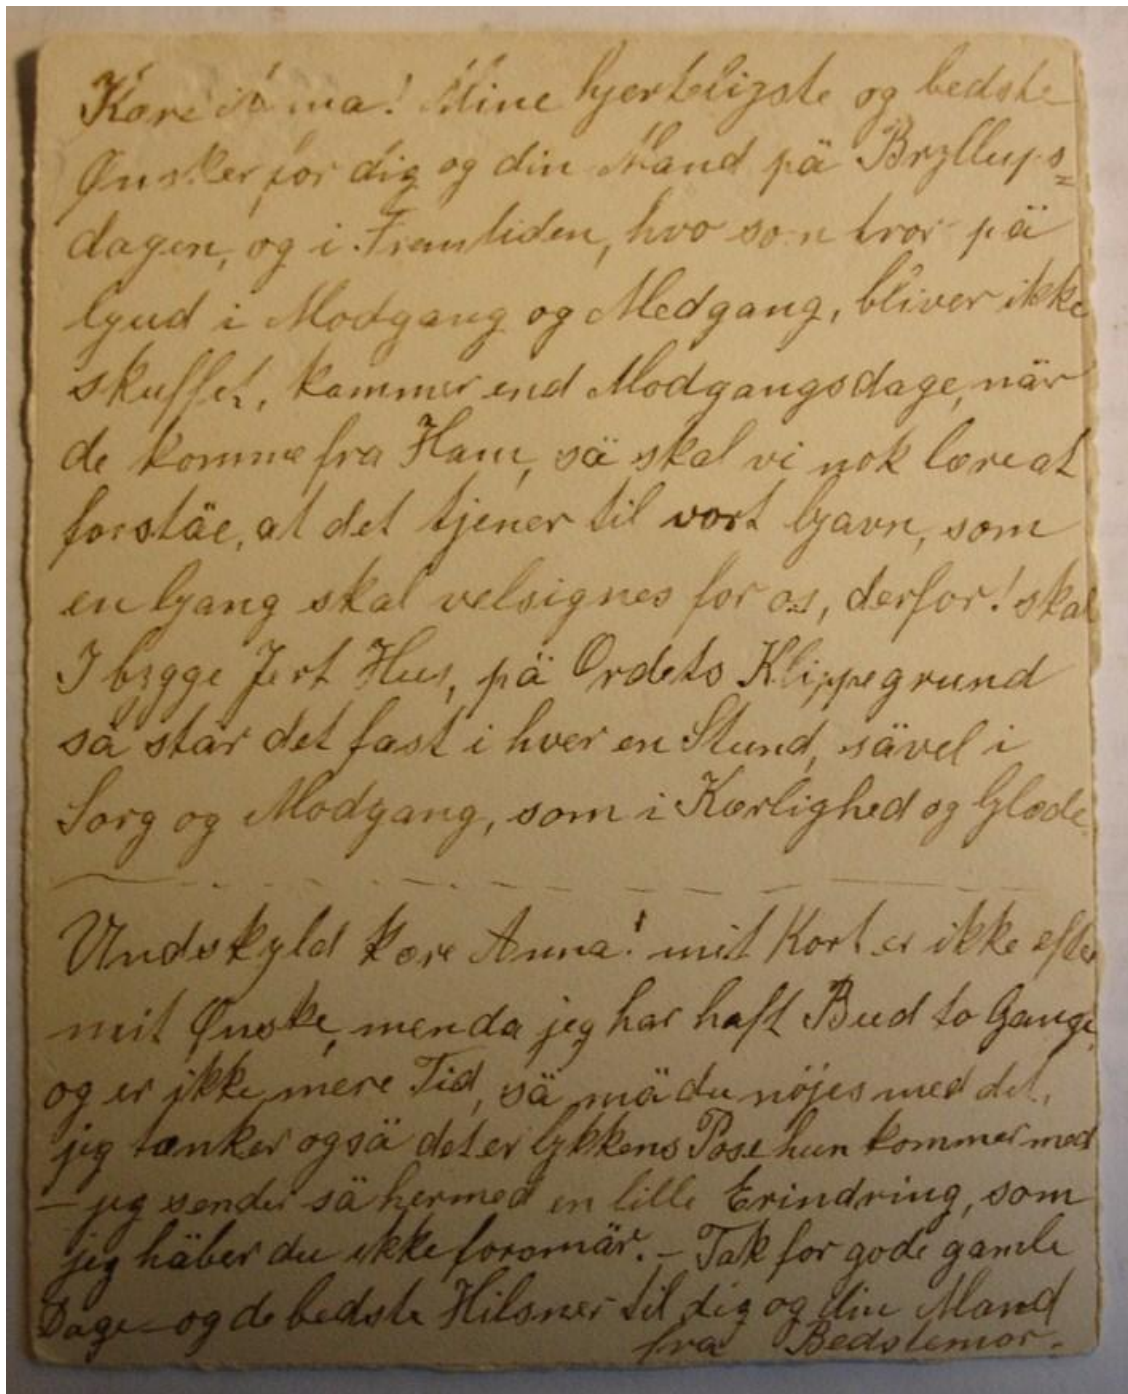 Kære Anna! Mine hjerteligste og bedste
Ønsker for dig og din Mand på Bryllups=
dagen, og i Fremtiden, hvo som tror på
Gud i Modgang og Medgang, bliver ikke
skuffet, kommer end Modgangsdage, når
de komme fra Ham, så skal vi nok lære at
forståe, at det tjener til vort Gavn, som
en Gang skal velsignes for os, derfor! skal
I bygge Jert Hus, på Ordets Klippegrund
så står det fast i hver en Stund, såvel i
Sorg og Modgang, som i Kærlighed og Glæde.
Undskyld kære Anna! mit Kort er ikke efter
mit Ønske, men da jeg har haft Bud to Gange,
og er ikke mere Tid, så må du nöjes med det,
jeg tænker også det er lykkens Pose hun kommer med
— jeg sender så hermed en lille Erindring, som
jeg håber du ikke forsmår. — Tak for gode gamle
Dage — og de bedste Hilsner til dig og din Mand
fra Bedstemor.